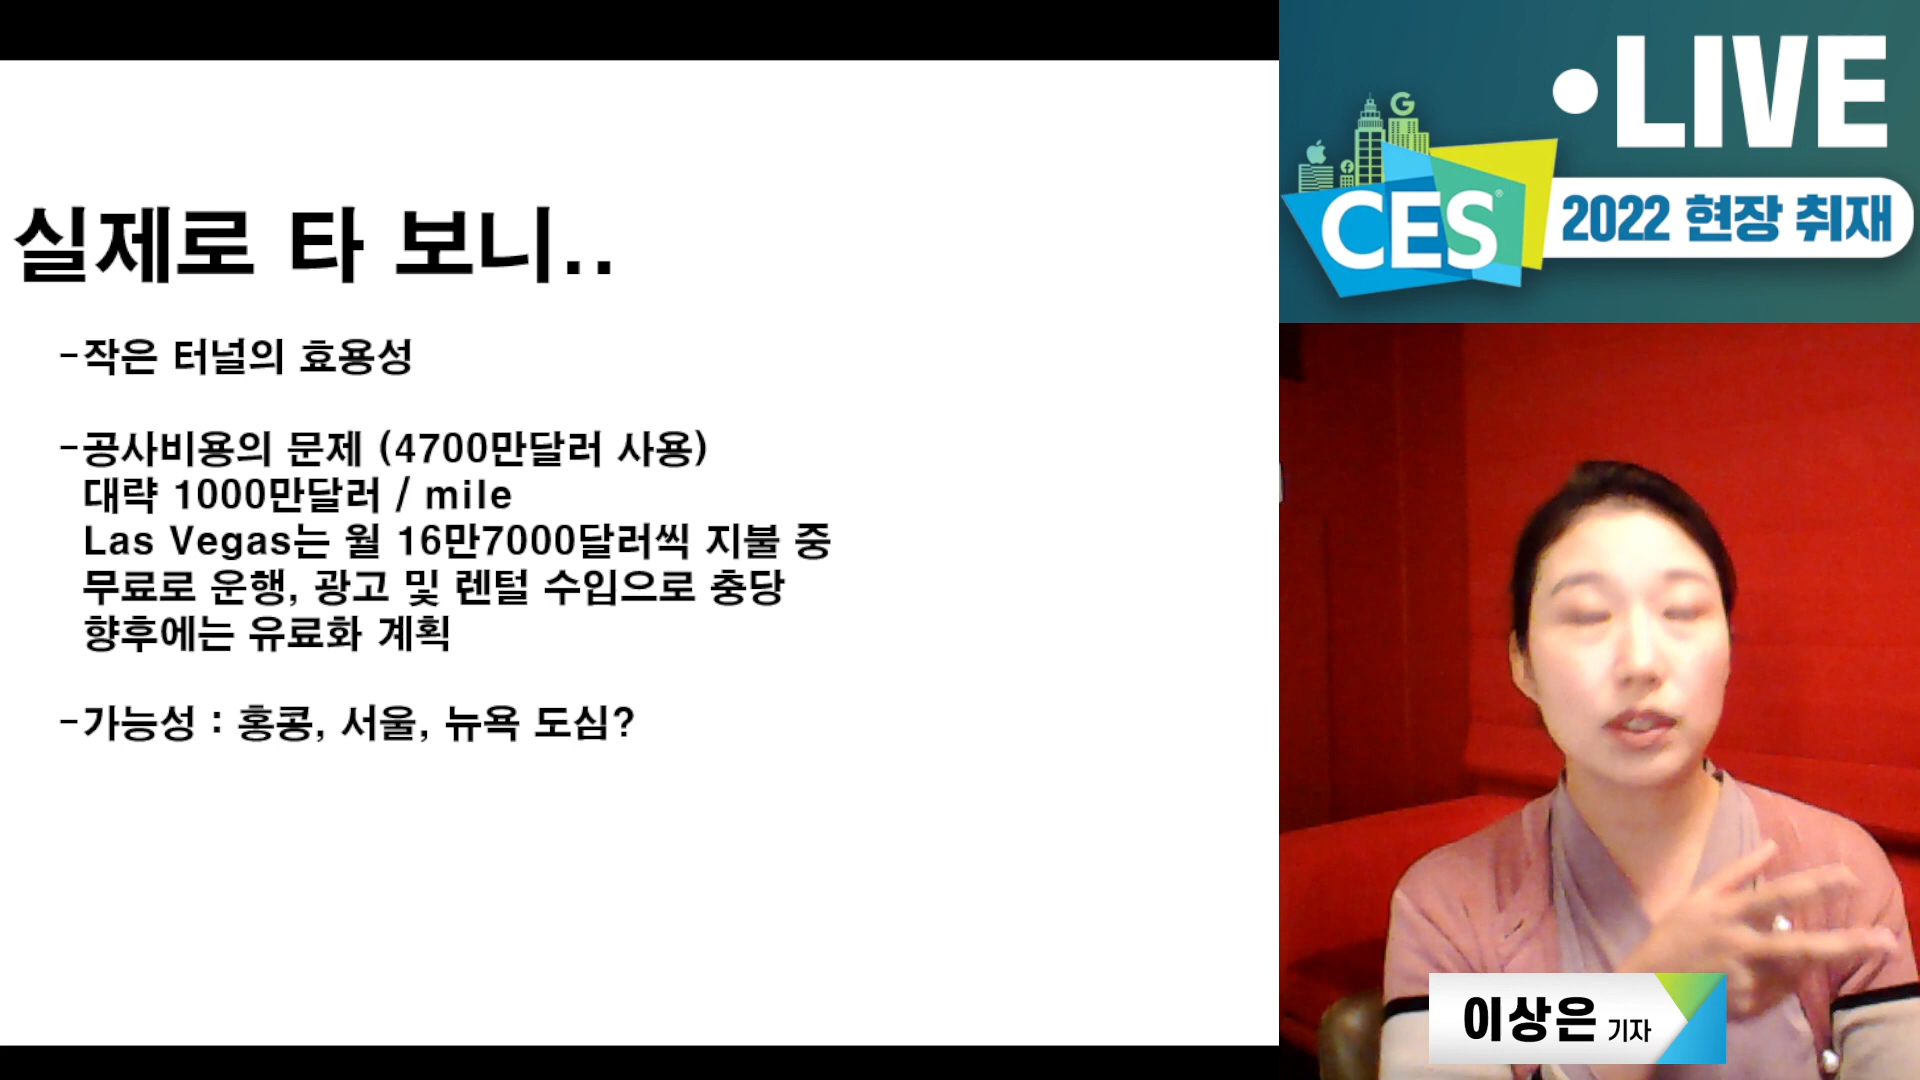 실제로 타 보니..
-작은 터널의 효용성
-공사비용의 문제 (4700만달러 사용)
대략 1000만달러 / mile
Las Vegas는 월 16만7000달러씩 지불 중
무료로 운행, 광고 및 렌털 수입으로 충당
향후에는 유료화 계획
-가능성 : 홍콩, 서울, 뉴욕 도심?
LIVE
G
CES®
2022 현장 취재
이상은 기자